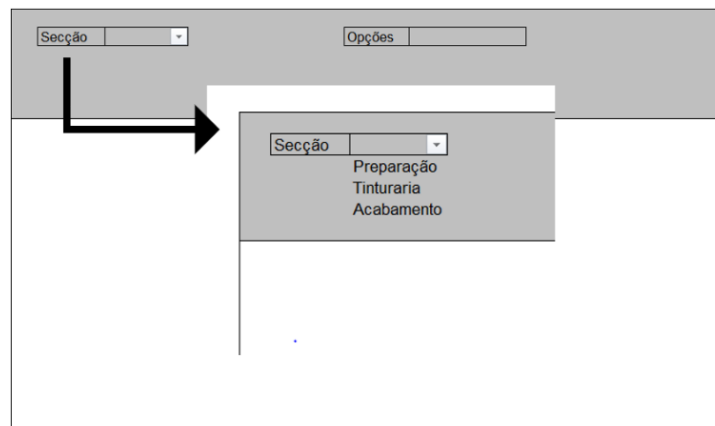 Secção
Opções
Secção
Preparação
Tinturaria
Acabamento